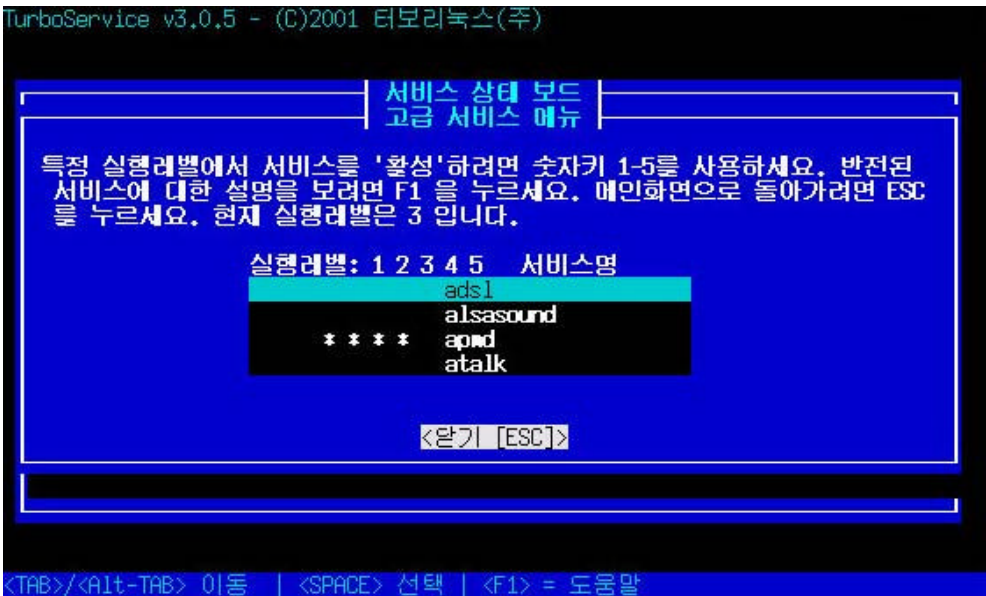 TurboService v3.0.5 - (C)2001 터보리눅스(주)
서비스 상태 보드
고급 서비스 메뉴
특정 실행레벨에서 서비스를 '활성'하려면 숫자키 1-5를 사용하세요. 반전된
서비스에 대한 설명을 보려면 F1 을 누르세요. 메인화면으로 돌아가려면 ESC
를 누르세요. 현재 실행레벨은 3 입니다.
실행레벨: 1 2 3 4 5 서비스명
adsl
alsasound
* * * * apmd
atalk
<닫기 [ESC]>
<TAB>/<Alt-TAB> 이동 | <SPACE> 선택 | <F1> = 도움말